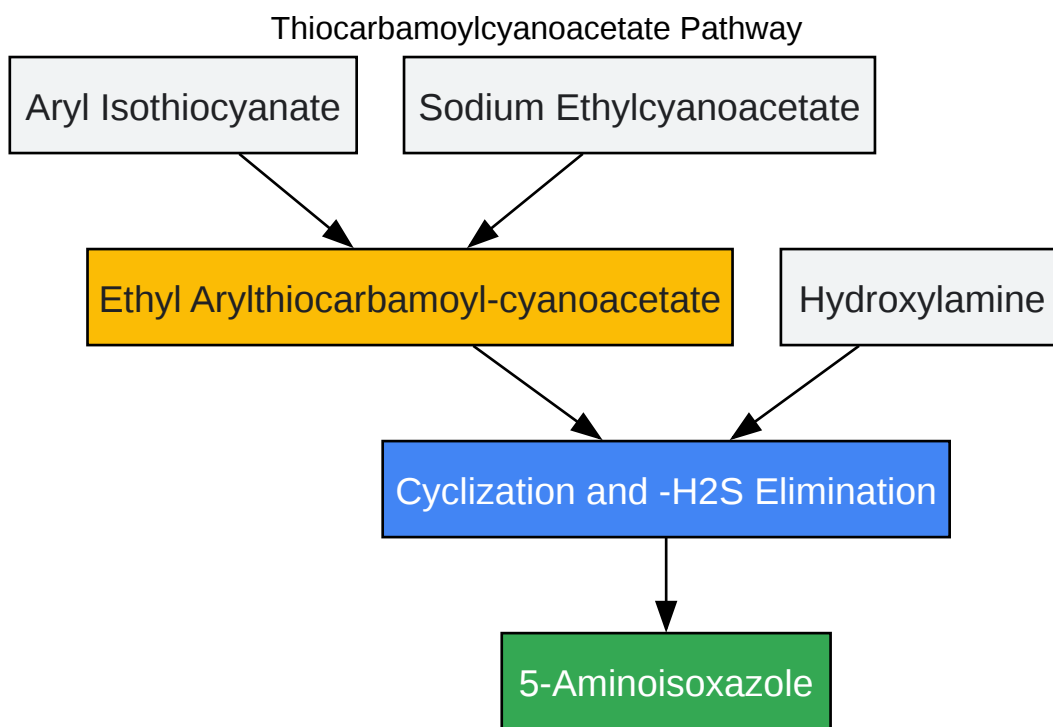 Thiocarbamoylcyanoacetate Pathway
Aryl Isothiocyanate
Sodium Ethylcyanoacetate
Ethyl Arylthiocarbamoyl-cyanoacetate
Hydroxylamine
Cyclization and -H2S Elimination
5-Aminoisoxazole